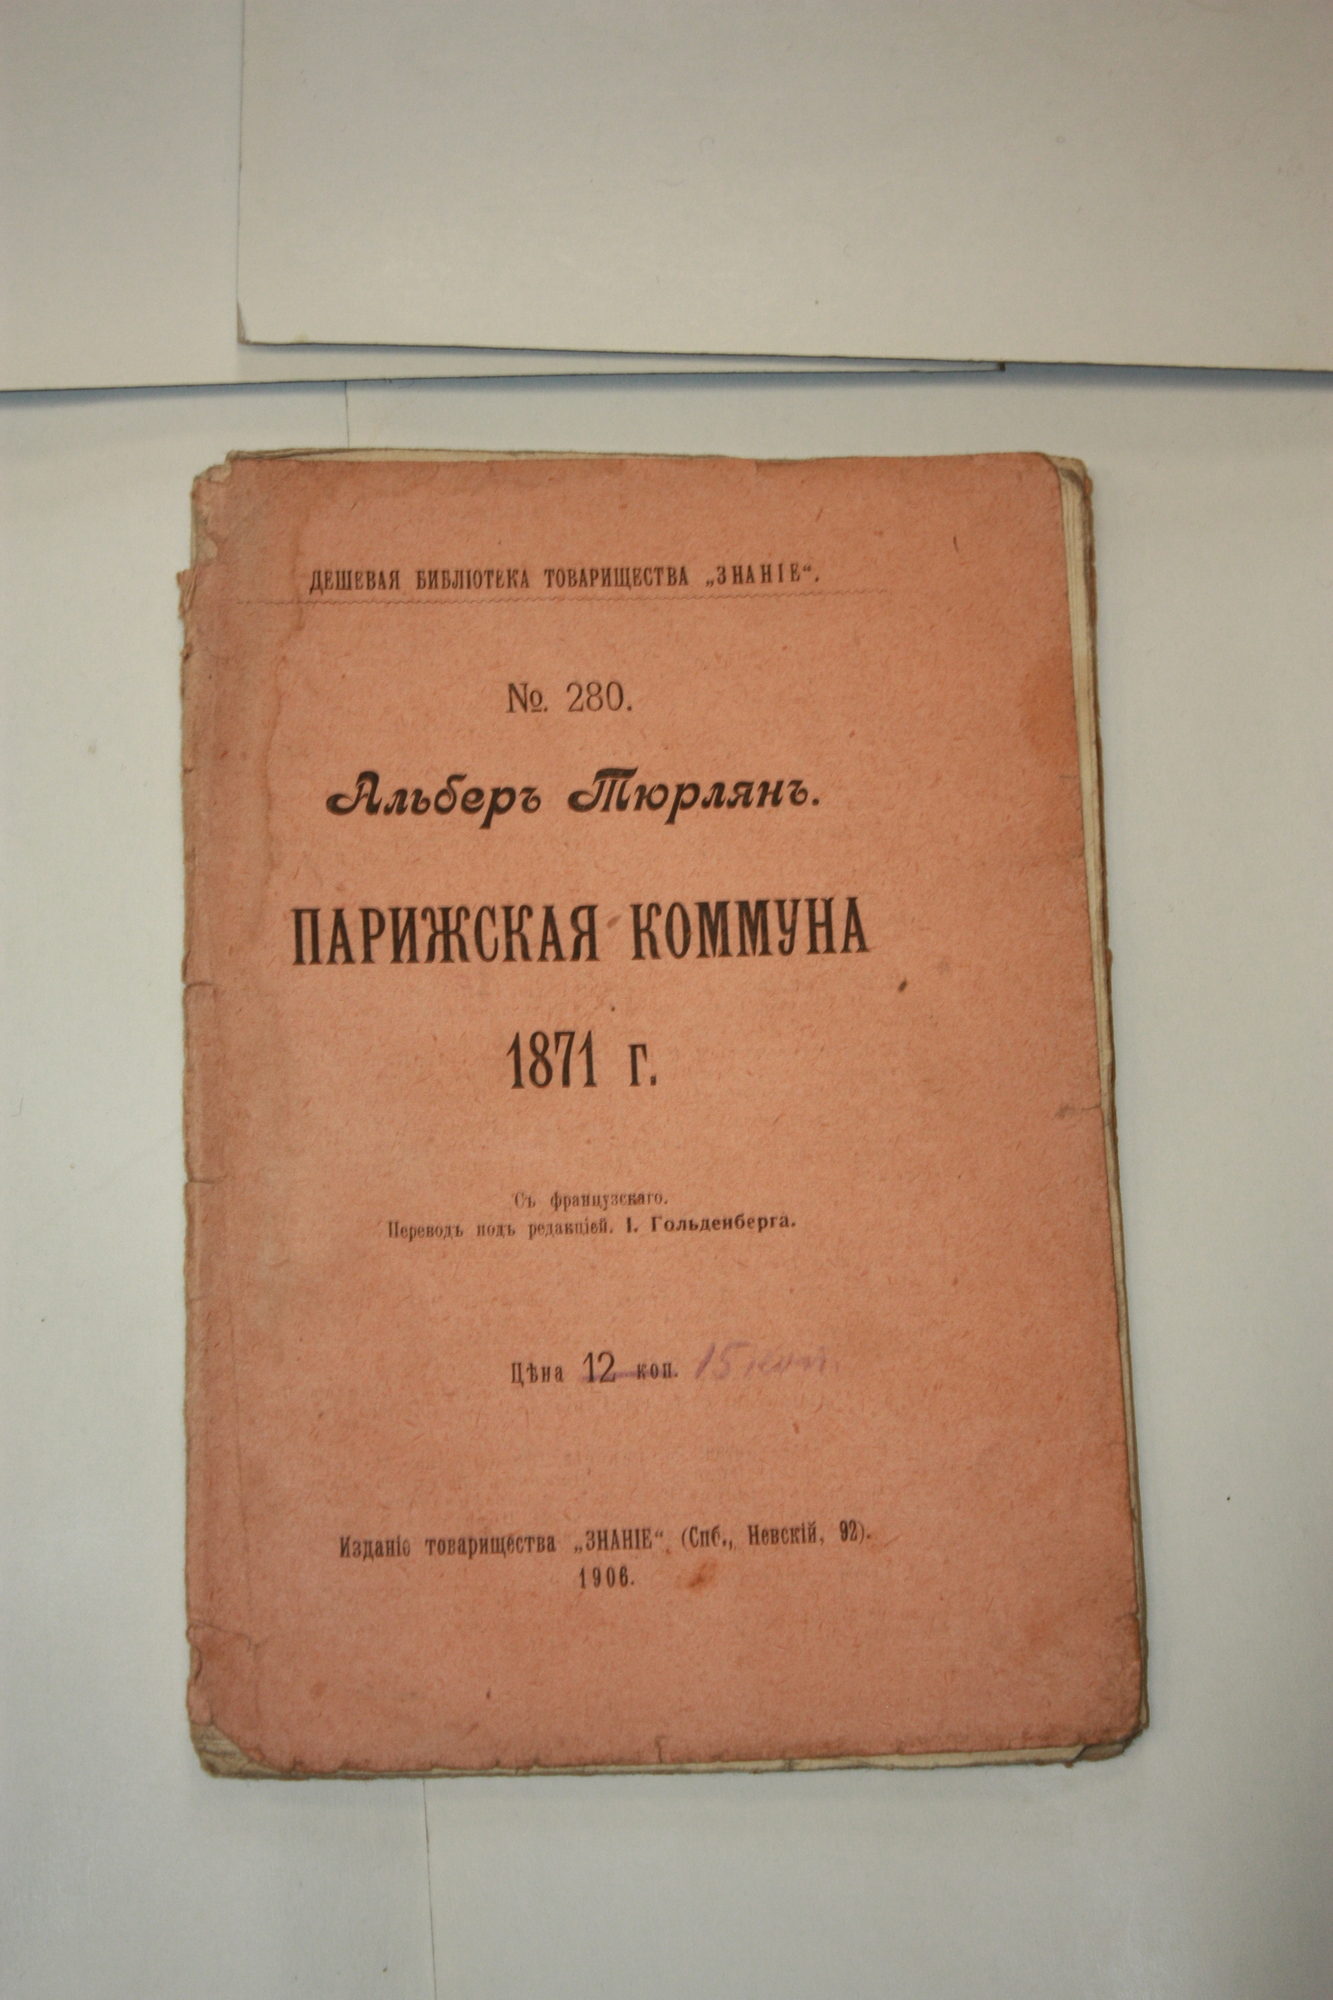 ДЕШЕВАЯ БИБЛІОТЕКА ТОВАРИЩЕСТВА „ЗНАНІЕ“.
№. 280.
Альберъ Тюрлянъ.
ПАРИЖСКАЯ КОММУНА
1871 г.
Съ французскаго.
Переводъ подъ редакціей. І. Гольденберга.
Цѣна 12 коп. 15 коп.
Изданіе товарищества „ЗНАНІЕ“ (Спб., Невскій, 92).
1906.